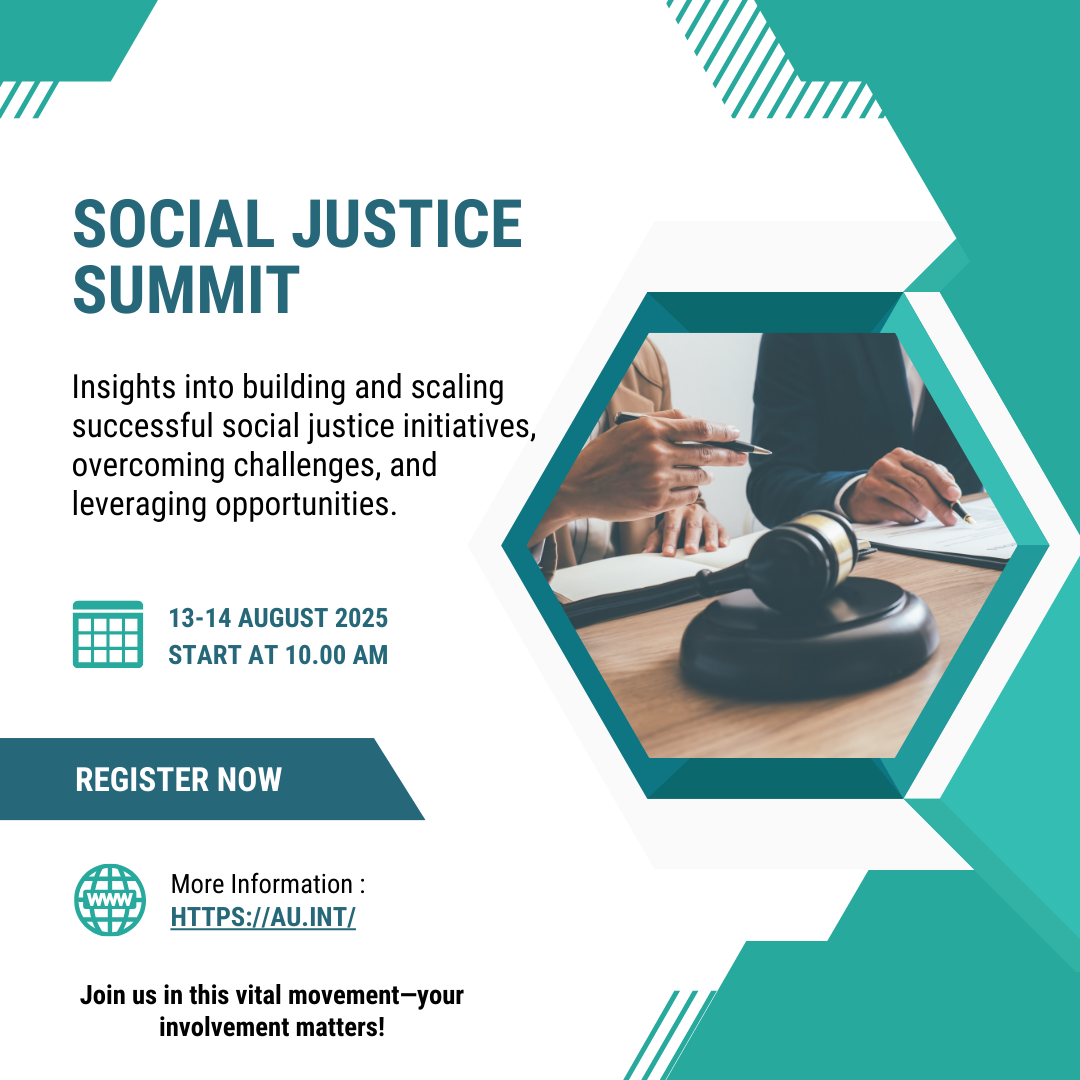 SOCIAL JUSTICE
SUMMIT
Insights into building and scaling
successful social justice initiatives,
overcoming challenges, and
leveraging opportunities.
13-14 AUGUST 2025
START AT 10.00 AM
REGISTER NOW
WWW
More Information :
HTTPS://AU.INT/
Join us in this vital movement—your
involvement matters!